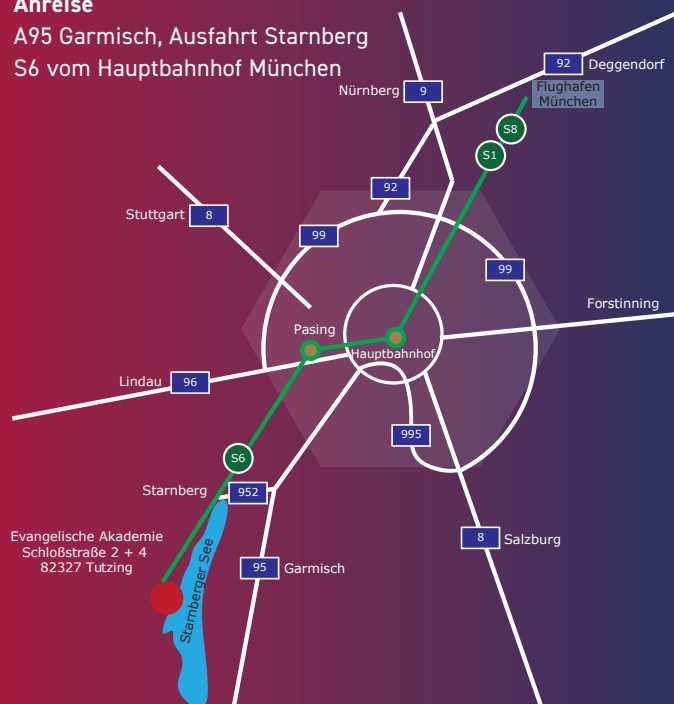 Anreise
A95 Garmisch, Ausfahrt Starnberg
S6 vom Hauptbahnhof München
92
Deggendorf
Nürnberg
9
Flughafen
München
S8
S1
92
Stuttgart
8
99
99
Forstinning
Pasing
Hauptbahnhof
Lindau
96
995
S6
Starnberg
952
Evangelische Akademie
Schloßstraße 2 + 4
82327 Tutzing
Starnberger See
8
Salzburg
95
Garmisch